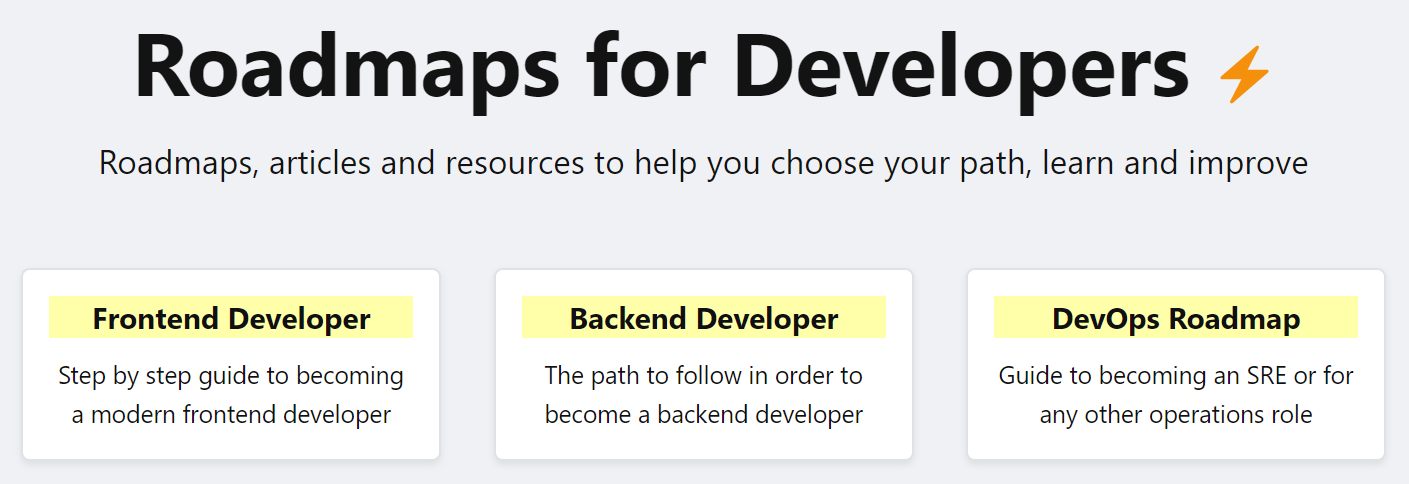 Roadmaps for Developers ⚡
Roadmaps, articles and resources to help you choose your path, learn and improve
Frontend Developer
Step by step guide to becoming
a modern frontend developer
Backend Developer
The path to follow in order to
become a backend developer
DevOps Roadmap
Guide to becoming an SRE or for
any other operations role